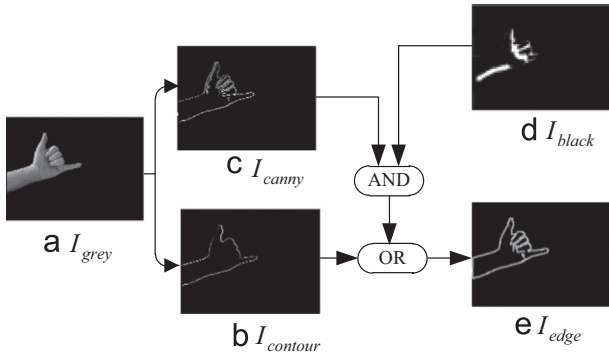 a I_grey
c I_canny
b I_contour
d I_black
AND
OR
e I_edge